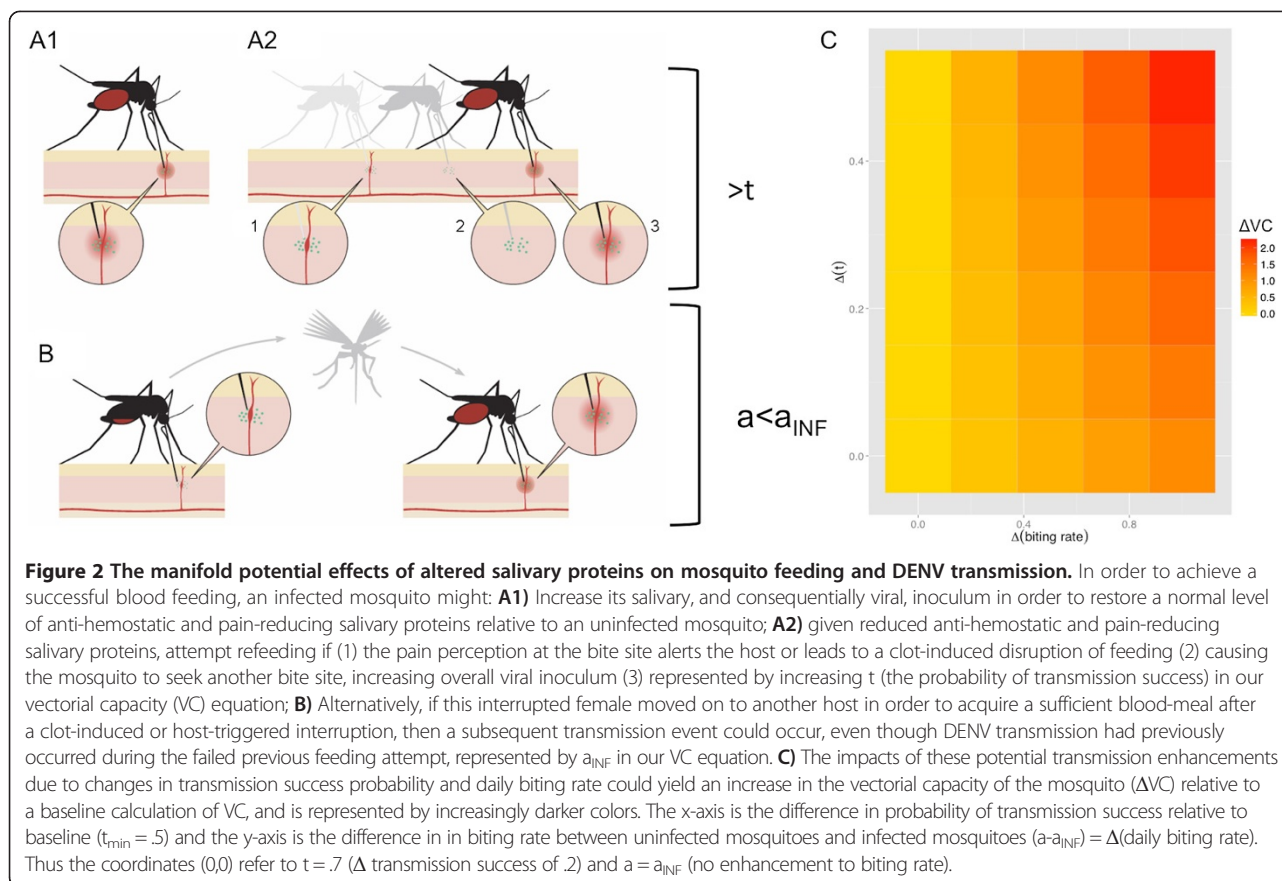 A1
A2
C
1
2
3
>t
B
a<a_INF
Δ(t)
0.4
0.2
0.0
0.0
0.4
0.8
Δ(biting rate)
ΔVC
2.0
1.5
1.0
0.5
0.0
Figure 2 The manifold potential effects of altered salivary proteins on mosquito feeding and DENV transmission. In order to achieve a
successful blood feeding, an infected mosquito might: A1) Increase its salivary, and consequentially viral, inoculum in order to restore a normal level
of anti-hemostatic and pain-reducing salivary proteins relative to an uninfected mosquito; A2) given reduced anti-hemostatic and pain-reducing
salivary proteins, attempt refeeding if (1) the pain perception at the bite site alerts the host or leads to a clot-induced disruption of feeding (2) causing
the mosquito to seek another bite site, increasing overall viral inoculum (3) represented by increasing t (the probability of transmission success) in our
vectorial capacity (VC) equation; B) Alternatively, if this interrupted female moved on to another host in order to acquire a sufficient blood-meal after
a clot-induced or host-triggered interruption, then a subsequent transmission event could occur, even though DENV transmission had previously
occurred during the failed previous feeding attempt, represented by a_INF in our VC equation. C) The impacts of these potential transmission enhancements
due to changes in transmission success probability and daily biting rate could yield an increase in the vectorial capacity of the mosquito (ΔVC) relative to
a baseline calculation of VC, and is represented by increasingly darker colors. The x-axis is the difference in probability of transmission success relative to
baseline (t_min = .5) and the y-axis is the difference in in biting rate between uninfected mosquitoes and infected mosquitoes (a-a_INF) = Δ(daily biting rate).
Thus the coordinates (0,0) refer to t = .7 (Δ transmission success of .2) and a = a_INF (no enhancement to biting rate).